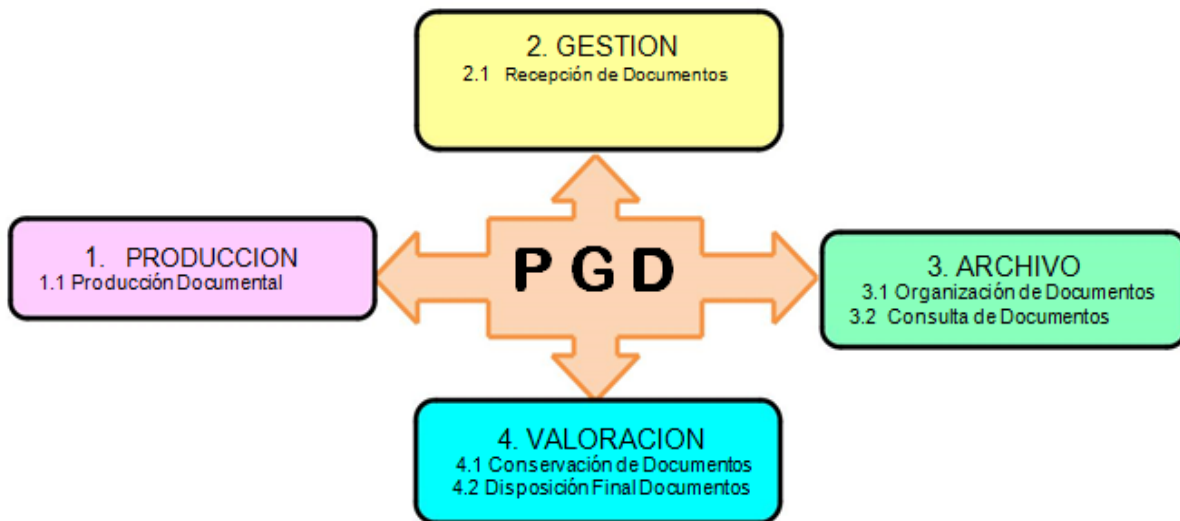 2. GESTION
2.1 Recepción de Documentos
1. PRODUCCION
1.1 Producción Documental
P G D
3. ARCHIVO
3.1 Organización de Documentos
3.2 Consulta de Documentos
4. VALORACION
4.1 Conservación de Documentos
4.2 Disposición Final Documentos